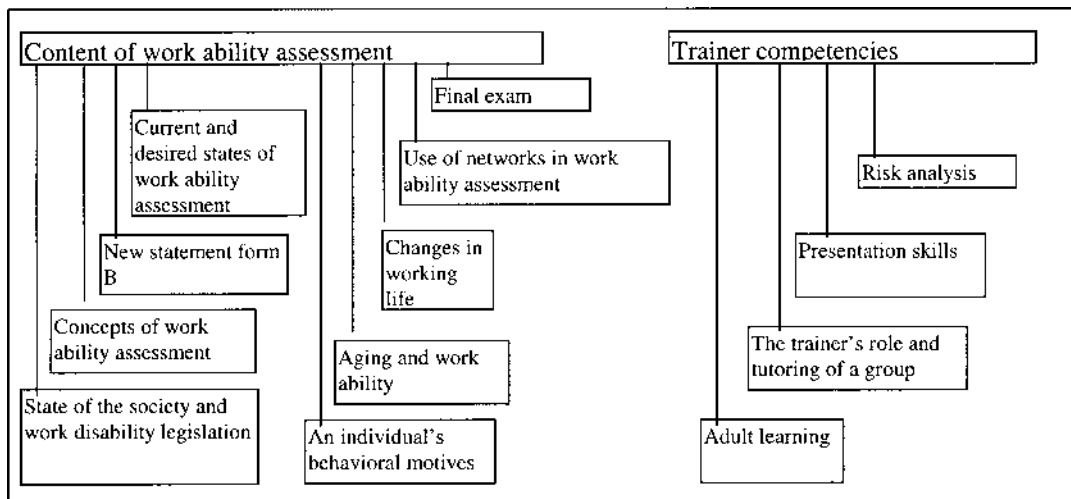 Content of work ability assessment
Final exam
Current and
desired states of
work ability
assessment
Use of networks in work
ability assessment
New statement form
B
Changes in
working
life
Concepts of work
ability assessment
Aging and work
ability
State of the society and
work disability legislation
An individual's
behavioral motives
Trainer competencies
Risk analysis
Presentation skills
The trainer's role and
tutoring of a group
Adult learning